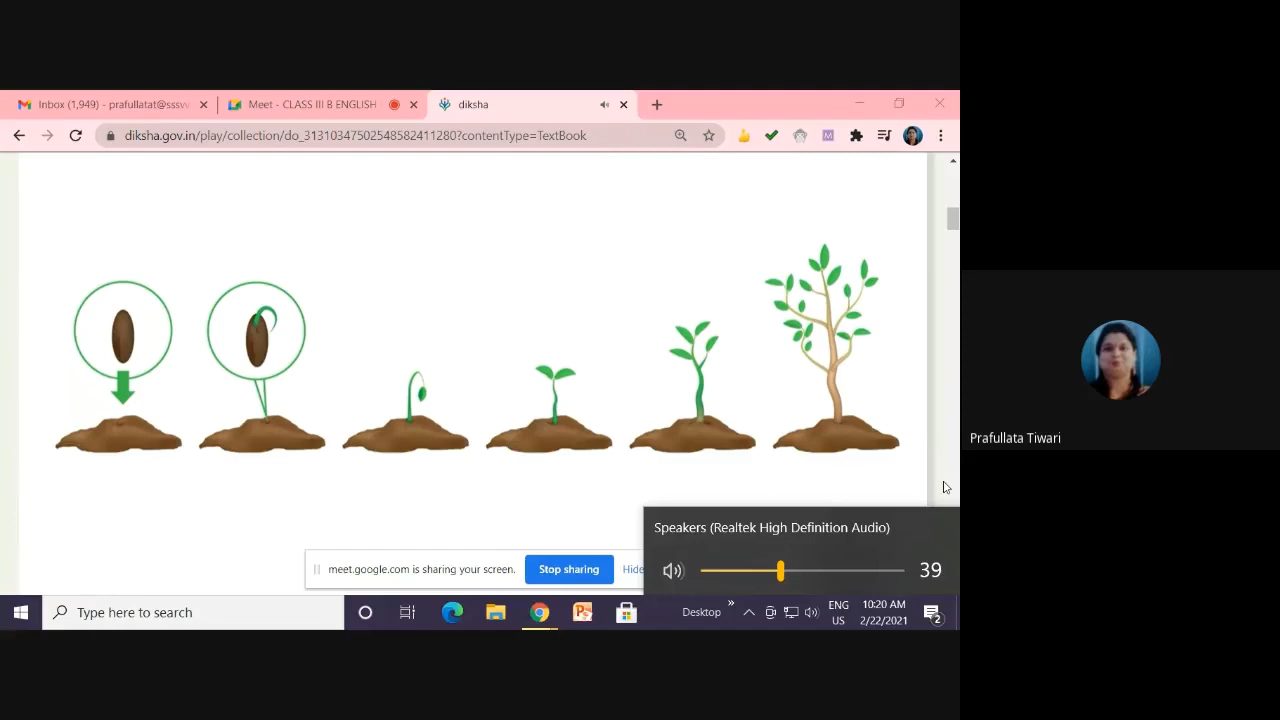 Inbox (1,949) - prafullatat@sssw
Meet - CLASS III B ENGLISH
diksha
diksha.gov.in/play/collection/do_31310347502548582411280?contentType=TextBook
Prafullata Tiwari
Speakers (Realtek High Definition Audio)
39
meet.google.com is sharing your screen.
Stop sharing
Hide
Type here to search
Desktop
ENG
US
10:20 AM
2/22/2021
2